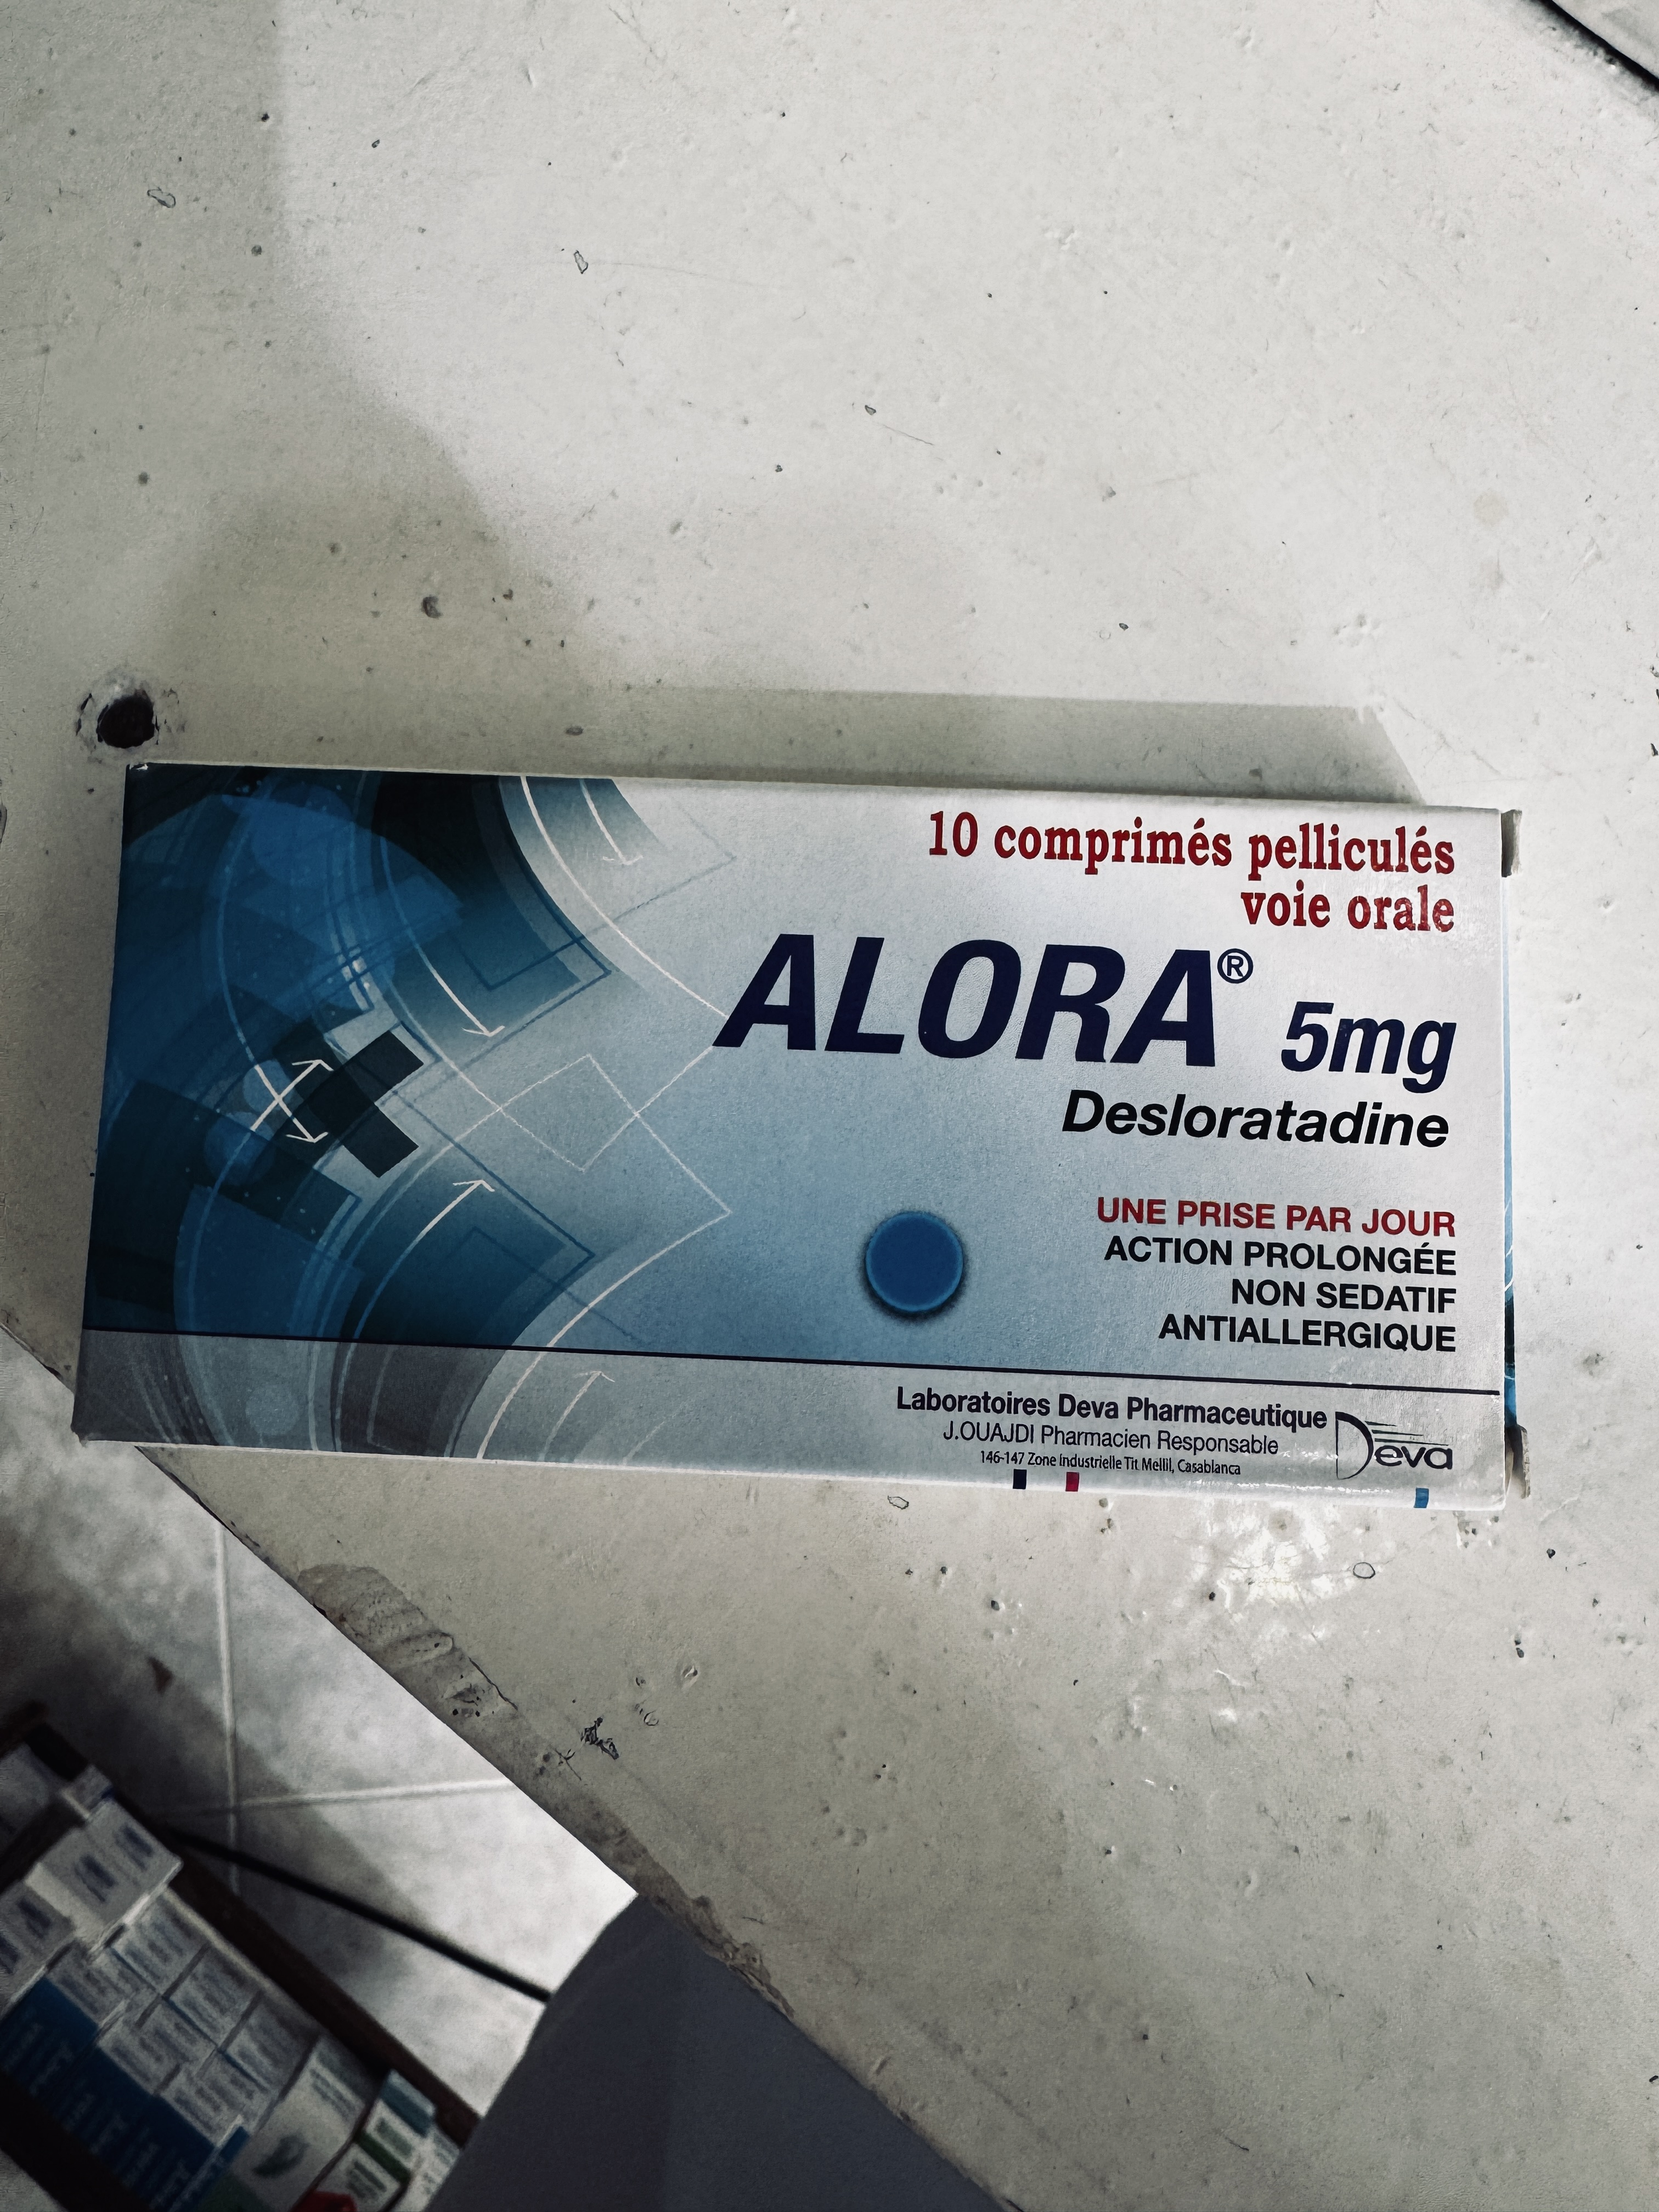 10 comprimés pelliculés
voie orale
ALORA® 5mg
Desloratadine
UNE PRISE PAR JOUR
ACTION PROLONGÉE
NON SEDATIF
ANTIALLERGIQUE
Laboratoires Deva Pharmaceutique
J.OUAJDI Pharmacien Responsable
146-147 Zone industrielle Tit Mellil, Casablanca
Deva